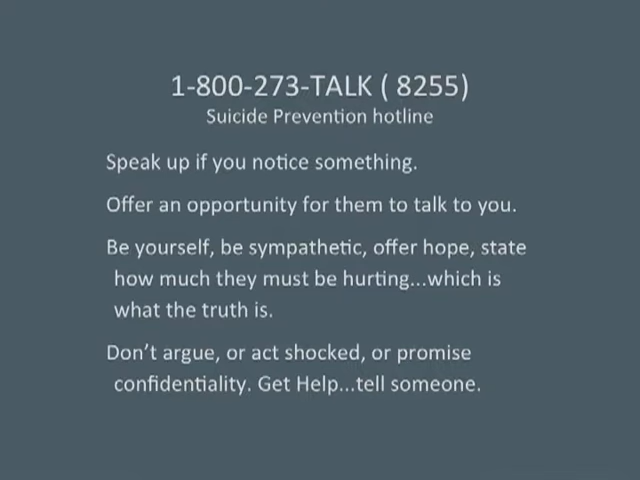 1-800-273-TALK ( 8255)
Suicide Prevention hotline
Speak up if you notice something.
Offer an opportunity for them to talk to you.
Be yourself, be sympathetic, offer hope, state
how much they must be hurting...which is
what the truth is.
Don't argue, or act shocked, or promise
confidentiality. Get Help...tell someone.